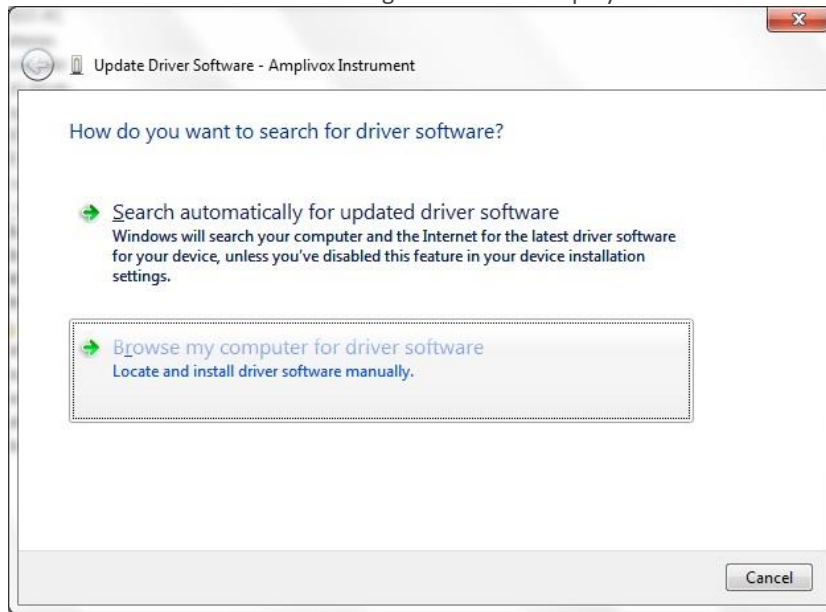 Update Driver Software - Amplivox Instrument
How do you want to search for driver software?
Search automatically for updated driver software
Windows will search your computer and the Internet for the latest driver software
for your device, unless you've disabled this feature in your device installation
settings.
Browse my computer for driver software
Locate and install driver software manually.
Cancel